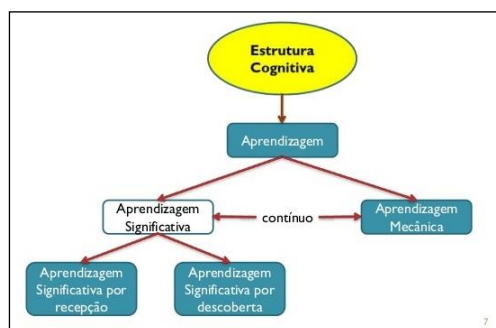 Estrutura
Cognitiva
Aprendizagem
Aprendizagem
Significativa
contínuo
Aprendizagem
Mecânica
Aprendizagem
Significativa por
recepção
Aprendizagem
Significativa por
descoberta
7